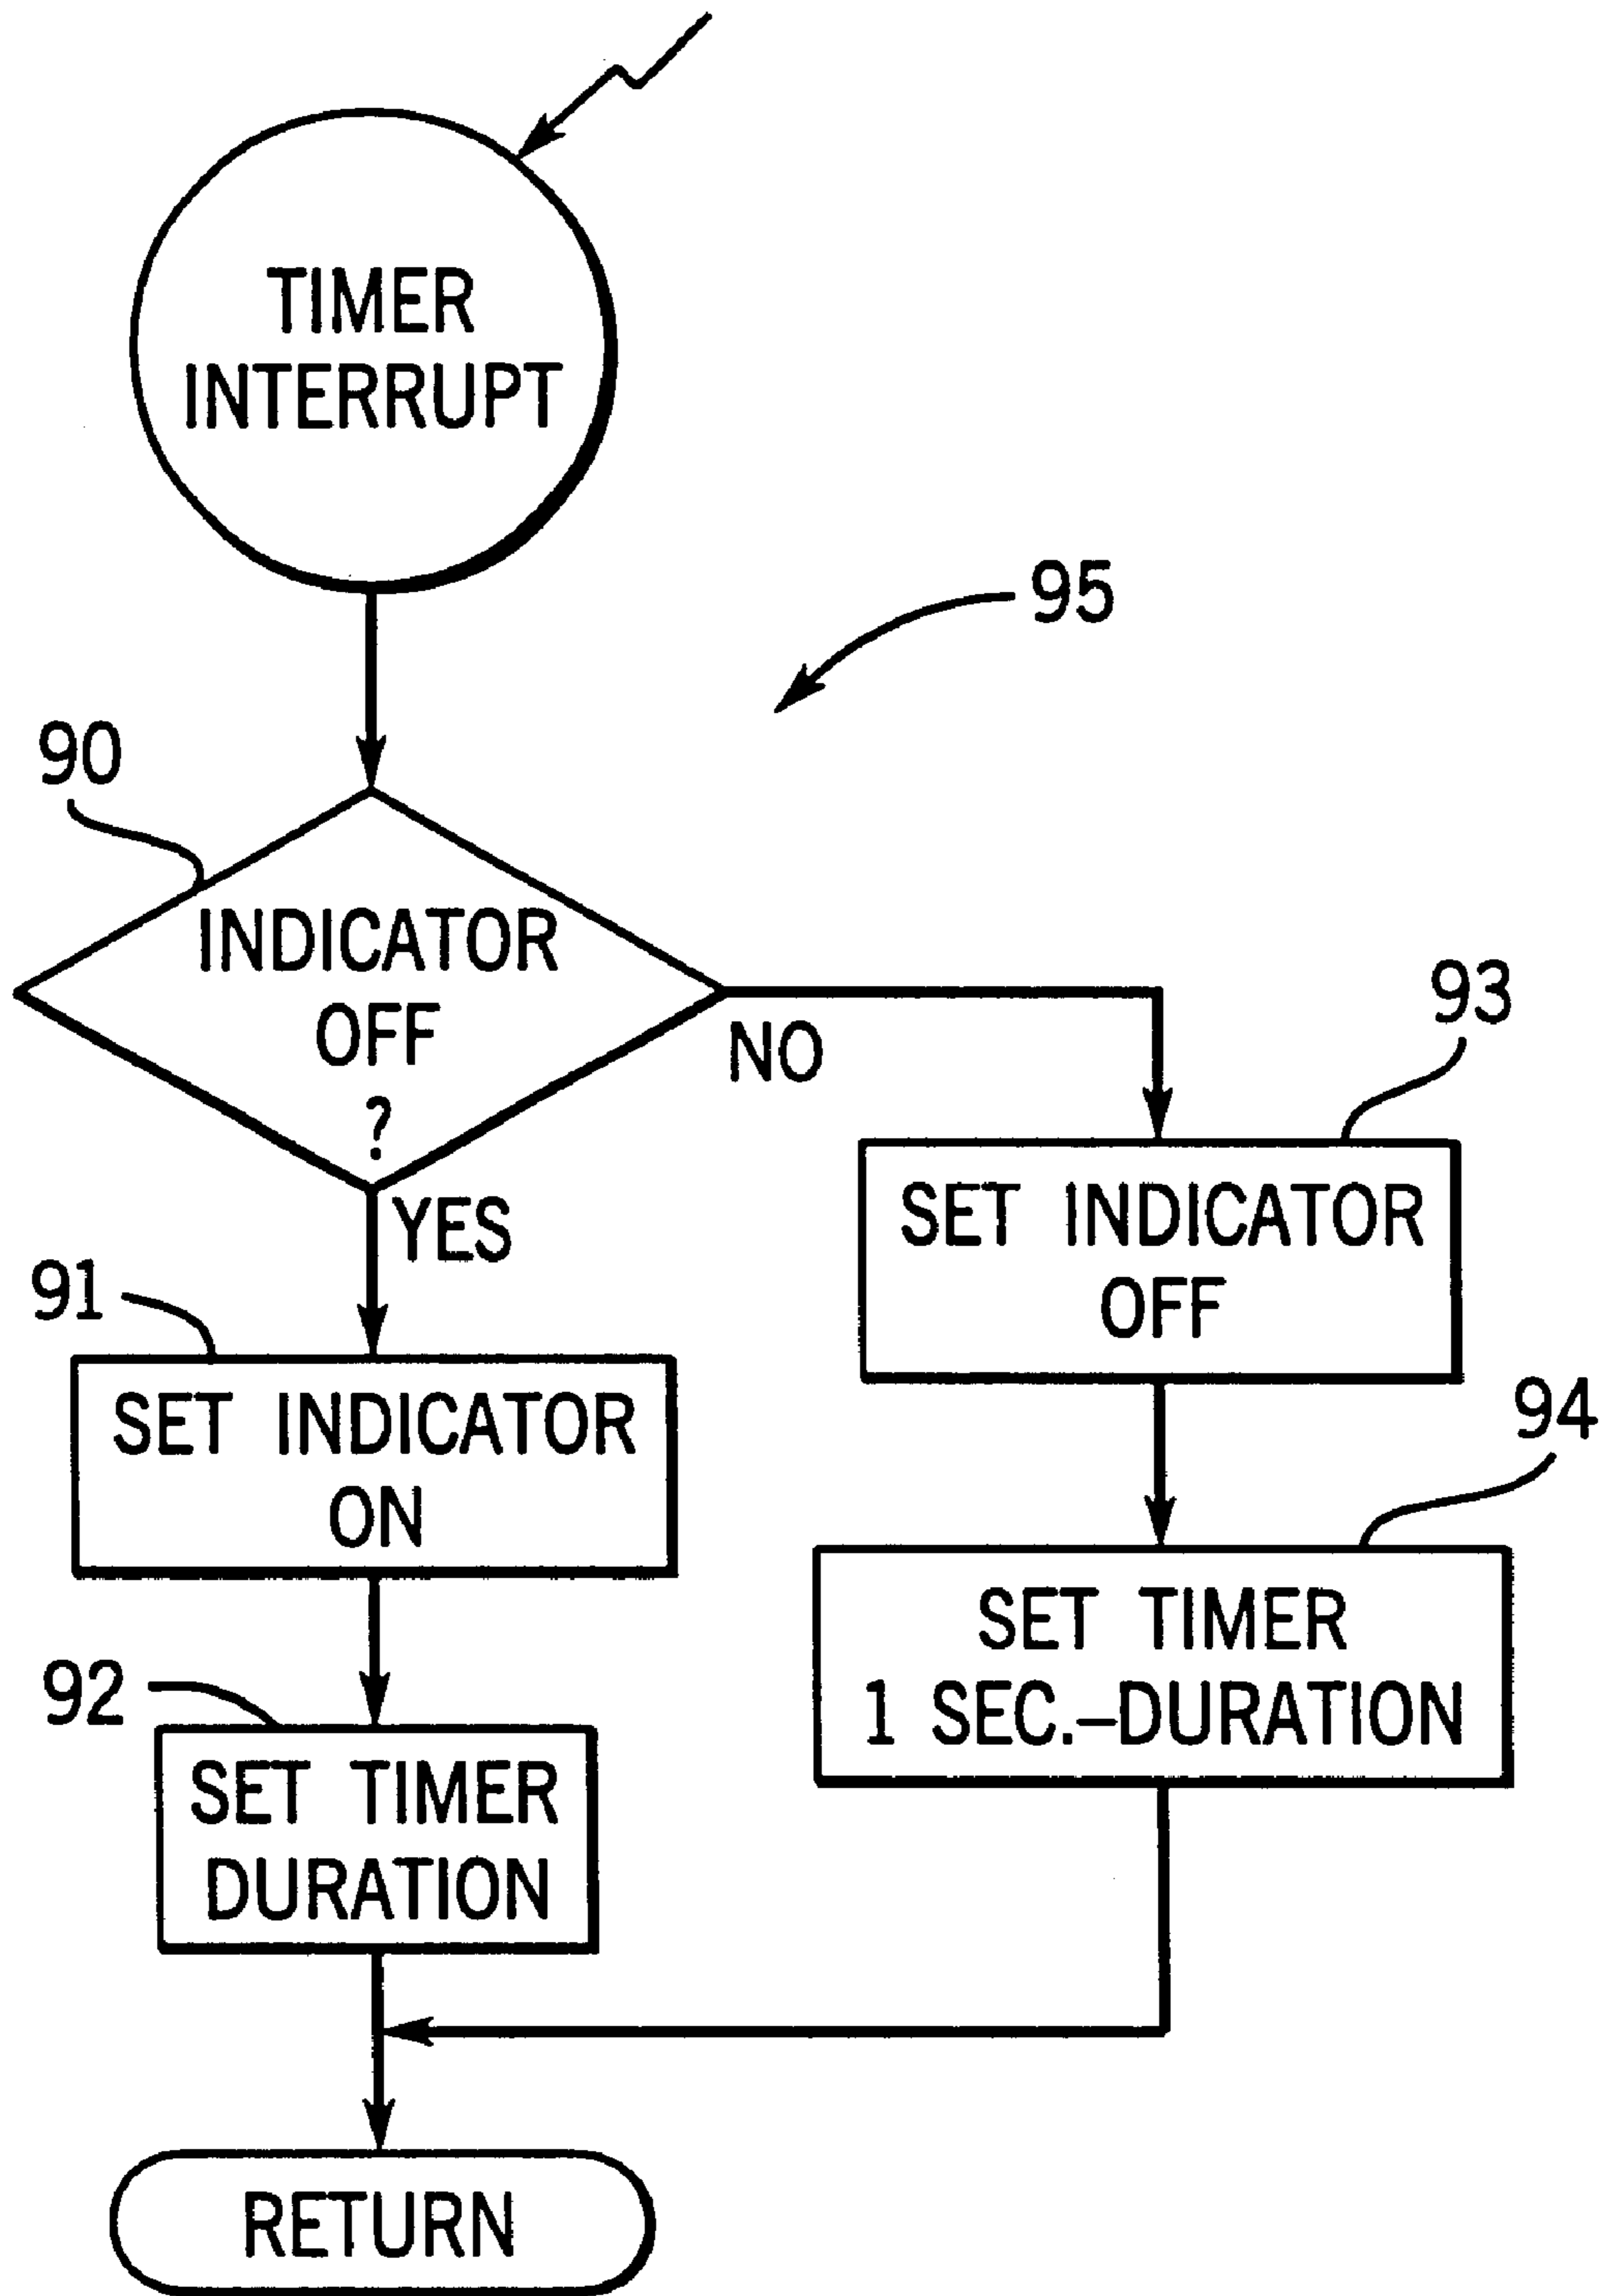 TIMER
INTERRUPT
95
90
INDICATOR
OFF
?
NO
YES
93
SET INDICATOR
OFF
91
SET INDICATOR
ON
94
SET TIMER
1 SEC.–DURATION
92
SET TIMER
DURATION
RETURN